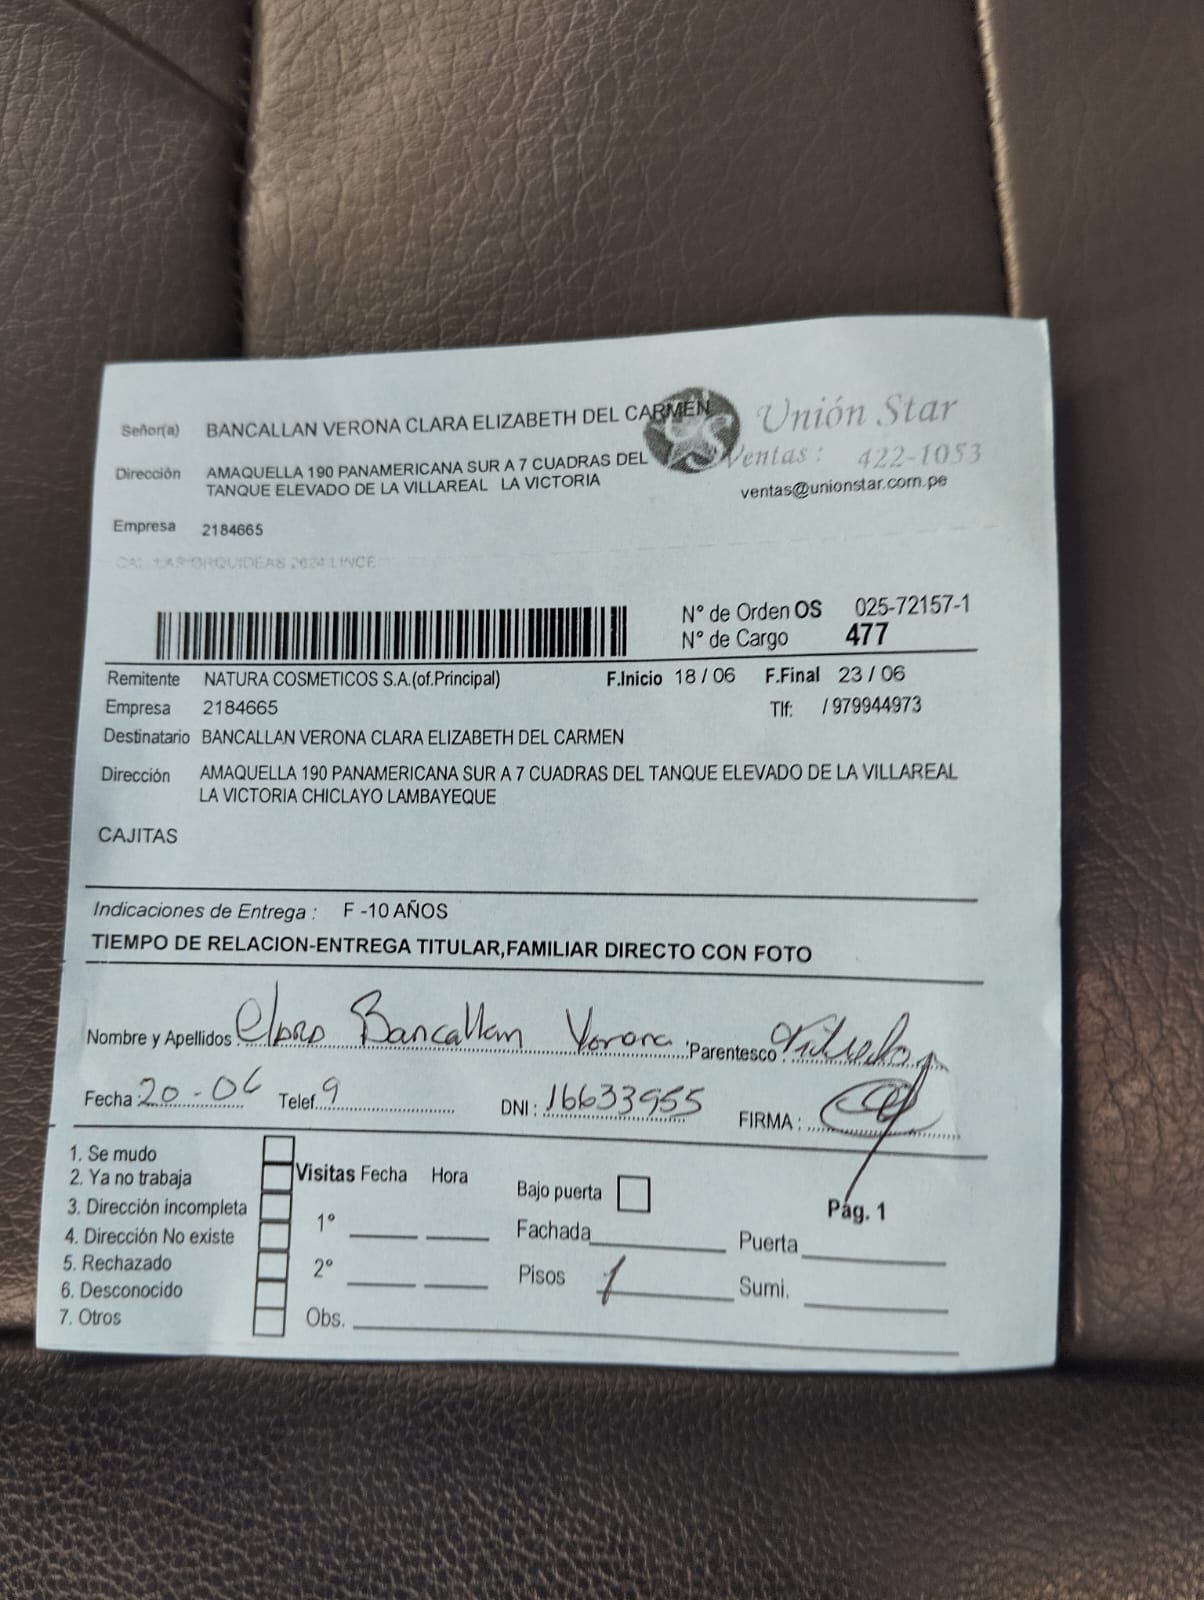 Señor(a) BANCALLAN VERONA CLARA ELIZABETH DEL CARMEN
Unión Star
Dirección AMAQUELLA 190 PANAMERICANA SUR A 7 CUADRAS DEL
TANQUE ELEVADO DE LA VILLAREAL LA VICTORIA
Ventas: 422-1053
ventas@unionstar.com.pe
Empresa 2184665
CAL LAS ORQUIDEAS 2624 LINCE
N° de Orden OS 025-72157-1
N° de Cargo 477
Remitente NATURA COSMETICOS S.A.(of.Principal) F.Inicio 18 / 06 F.Final 23 / 06
Empresa 2184665 Tlf: / 979944973
Destinatario BANCALLAN VERONA CLARA ELIZABETH DEL CARMEN
Dirección AMAQUELLA 190 PANAMERICANA SUR A 7 CUADRAS DEL TANQUE ELEVADO DE LA VILLAREAL
LA VICTORIA CHICLAYO LAMBAYEQUE
CAJITAS
Indicaciones de Entrega : F -10 AÑOS
TIEMPO DE RELACION-ENTREGA TITULAR,FAMILIAR DIRECTO CON FOTO
Nombre y Apellidos Clara Bancallan Verona Parentesco Titular
Fecha : 20-06 Telef. 9 DNI : 16633955 FIRMA :
1. Se mudo
2. Ya no trabaja
3. Dirección incompleta
4. Dirección No existe
5. Rechazado
6. Desconocido
7. Otros
Visitas Fecha Hora
1°
2°
Obs.
Bajo puerta
Fachada
Pisos 1
Pág. 1
Puerta
Sumi.